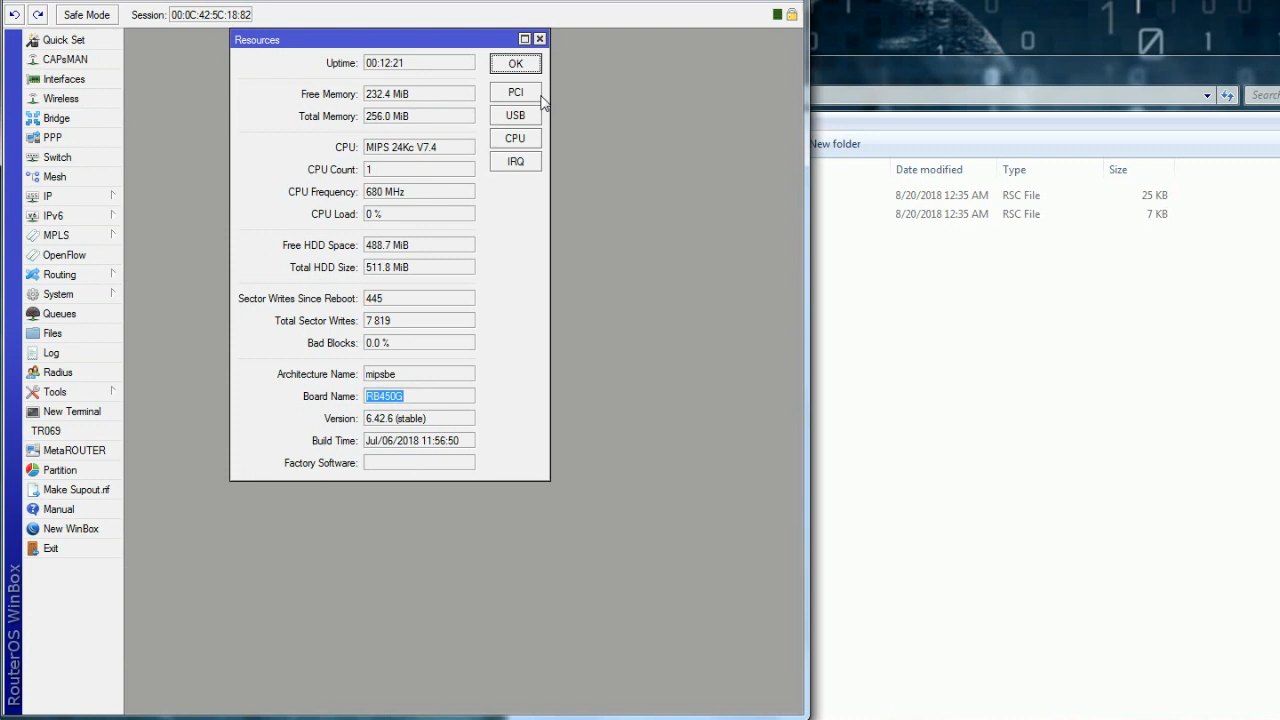 Safe Mode Session: 00:0C:42:5C:18:82
Quick Set
CAPsMAN
Interfaces
Wireless
Bridge
PPP
Switch
Mesh
IP
IPv6
MPLS
OpenFlow
Routing
System
Queues
Files
Log
Radius
Tools
New Terminal
TR069
MetaROUTER
Partition
Make Supout.rif
Manual
New WinBox
Exit
RouterOS WinBox
Resources
Uptime: 00:12:21
Free Memory: 232.4 MiB
Total Memory: 256.0 MiB
CPU: MIPS 24Kc V7.4
CPU Count: 1
CPU Frequency: 680 MHz
CPU Load: 0 %
Free HDD Space: 488.7 MiB
Total HDD Size: 511.8 MiB
Sector Writes Since Reboot: 445
Total Sector Writes: 7 819
Bad Blocks: 0.0 %
Architecture Name: mipsbe
Board Name: RB450G
Version: 6.42.6 (stable)
Build Time: Jul/06/2018 11:56:50
Factory Software:
OK
PCI
USB
CPU
IRQ
Searc
New folder
Date modified Type Size
8/20/2018 12:35 AM RSC File 25 KB
8/20/2018 12:35 AM RSC File 7 KB